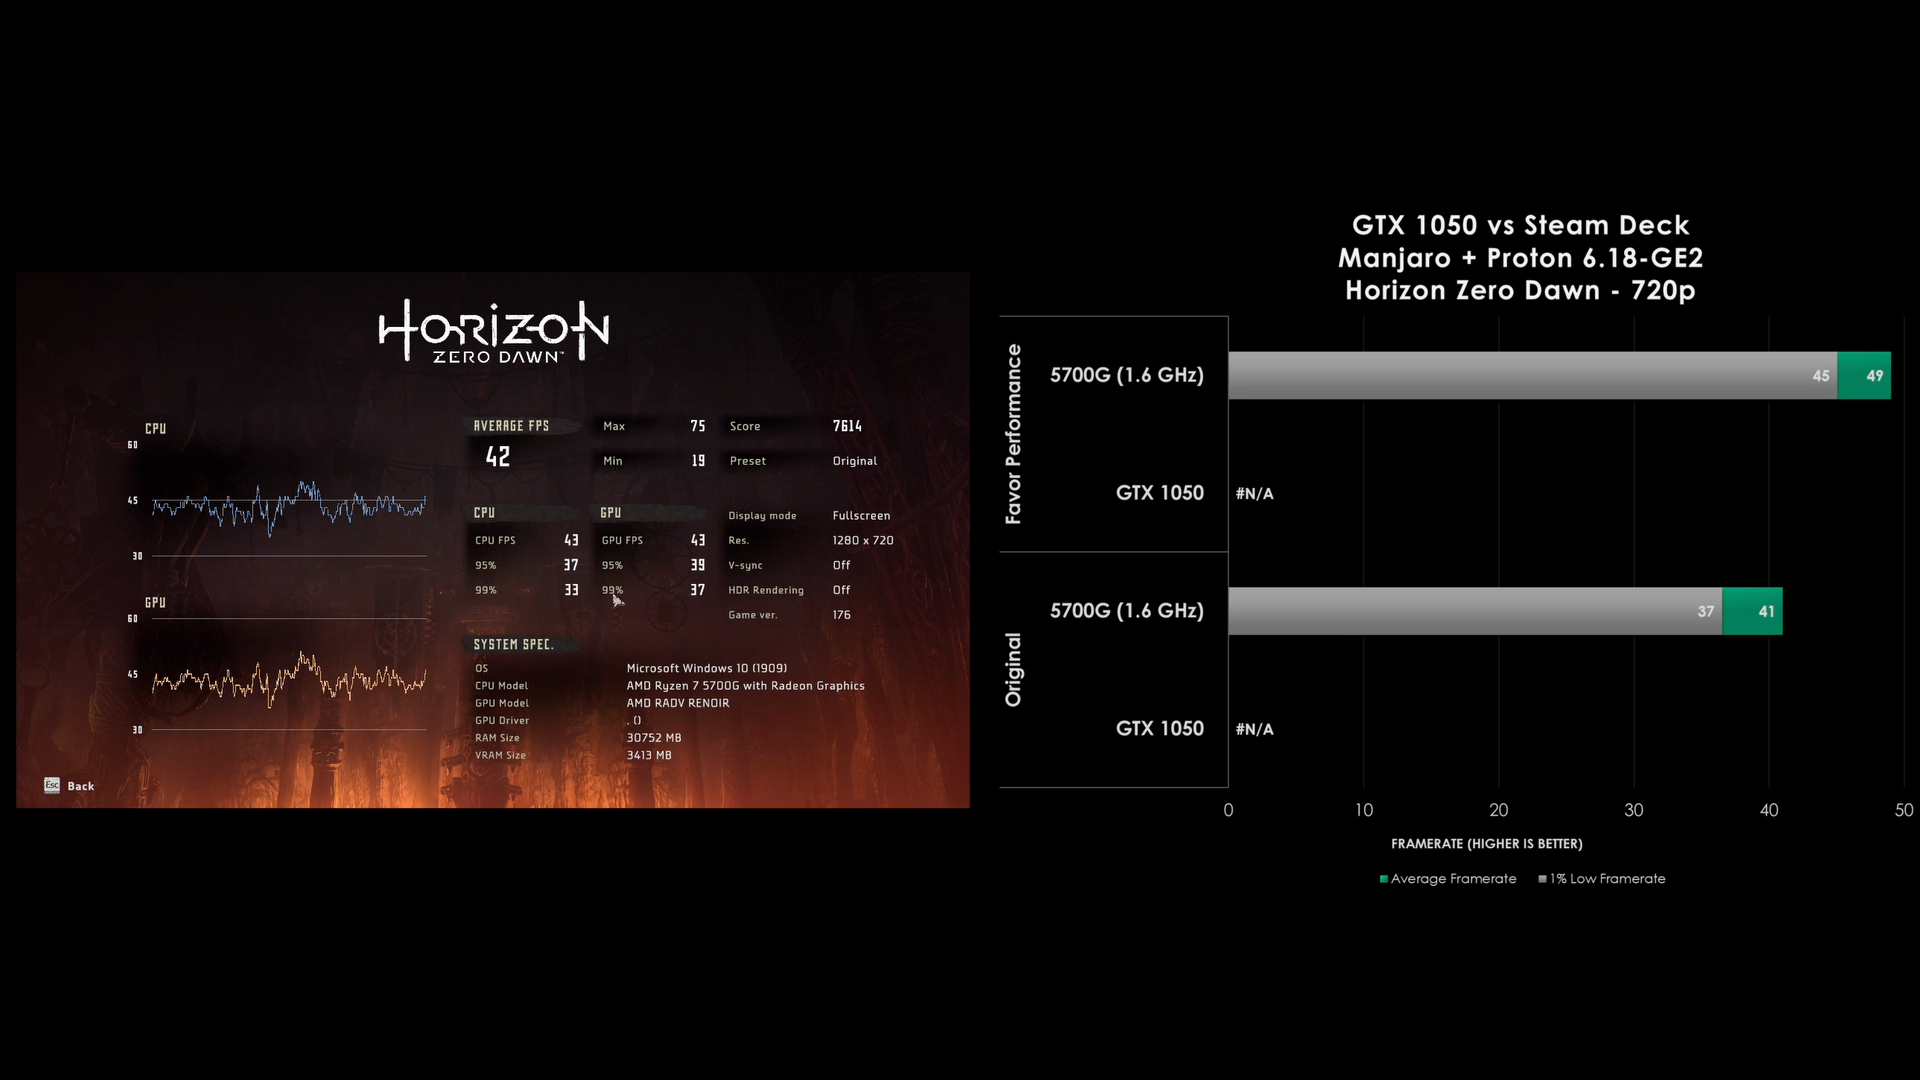 HORIZON
ZERO DAWN™
CPU
60
45
30
GPU
60
45
30
AVERAGE FPS
42
Max 75
Min 19
Score 7614
Preset Original
CPU
CPU FPS 43
95% 37
99% 33
GPU
GPU FPS 43
95% 39
99% 37
Display mode Fullscreen
Res. 1280 x 720
V-sync Off
HDR Rendering Off
Game ver. 176
SYSTEM SPEC.
OS Microsoft Windows 10 (1909)
CPU Model AMD Ryzen 7 5700G with Radeon Graphics
GPU Model AMD RADV RENOIR
GPU Driver . ()
RAM Size 30752 MB
VRAM Size 3413 MB
Esc Back
GTX 1050 vs Steam Deck
Manjaro + Proton 6.18-GE2
Horizon Zero Dawn - 720p
Favor Performance
5700G (1.6 GHz) 45 49
GTX 1050 #N/A
Original
5700G (1.6 GHz) 37 41
GTX 1050 #N/A
0 10 20 30 40 50
FRAMERATE (HIGHER IS BETTER)
Average Framerate 1% Low Framerate